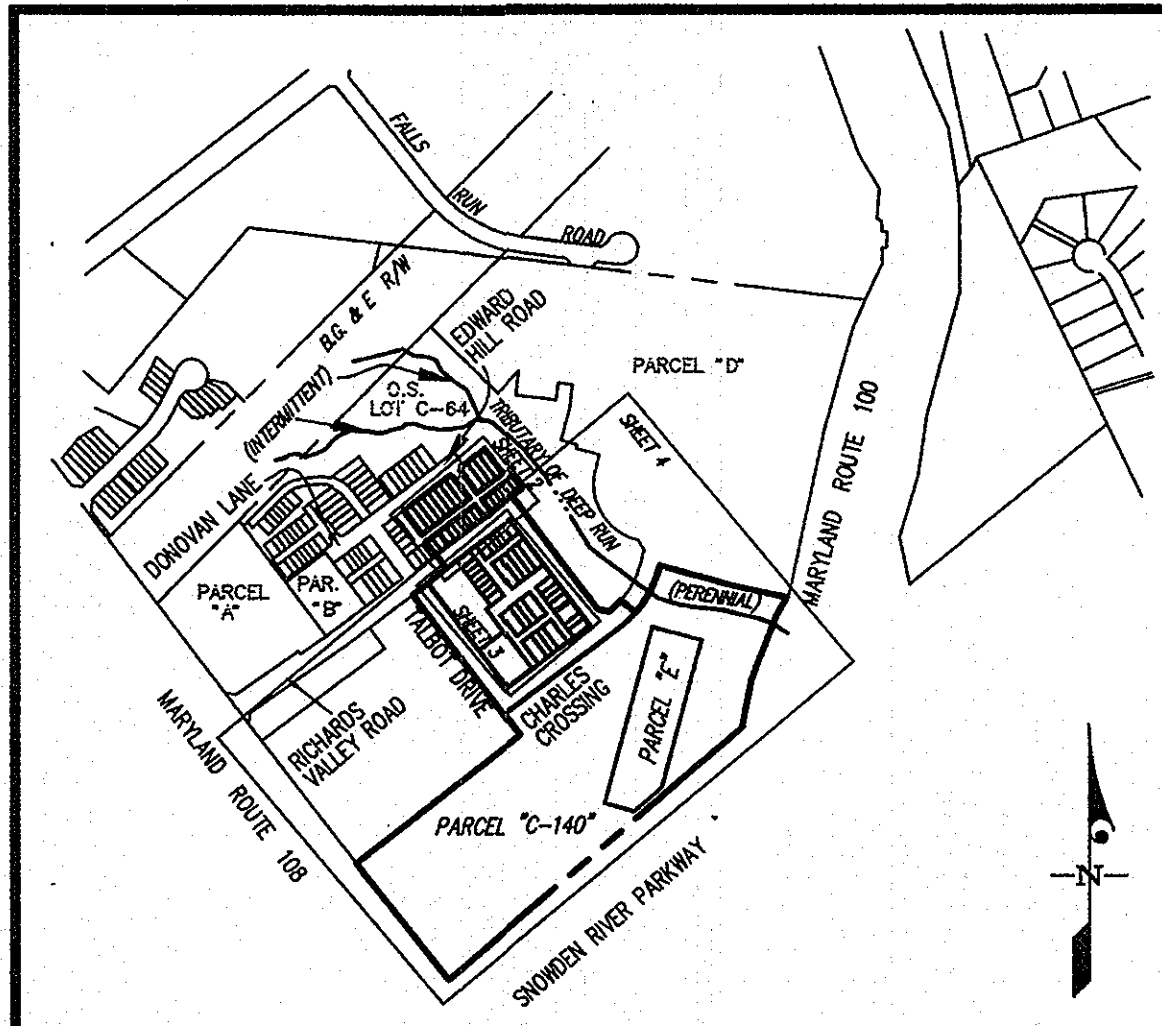 FALLS
RUN
ROAD
B.G. & E R/W
EDWARD
HILL ROAD
PARCEL "D"
MARYLAND ROUTE 100
(INTERMITTENT)
O.S.
LOT C-64
SHEET 4
TRIBUTARY OF DEEP RUN
SHEET 2
DONOVAN LANE
PARCEL
"A"
PAR.
"B"
SHEET 3
TALBOT DRIVE
(PERENNIAL)
CHARLES
CROSSING
PARCEL "E"
RICHARDS
VALLEY ROAD
MARYLAND ROUTE 108
PARCEL "C-140"
SNOWDEN RIVER PARKWAY
N